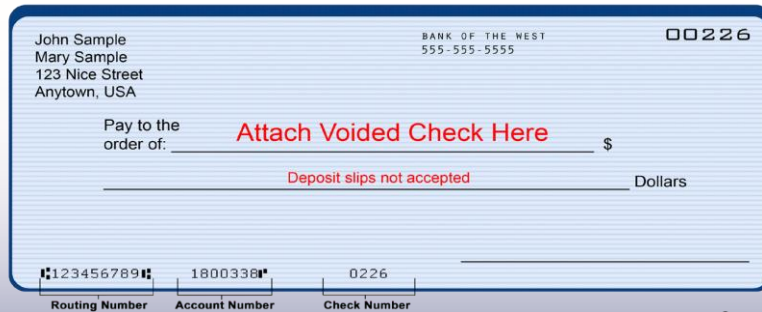 John Sample
Mary Sample
123 Nice Street
Anytown, USA
BANK OF THE WEST
555-555-5555
00226
Pay to the
order of:
Attach Voided Check Here
$
Deposit slips not accepted
Dollars
⑆123456789⑆ 1800338⑈ 0226
Routing Number Account Number Check Number